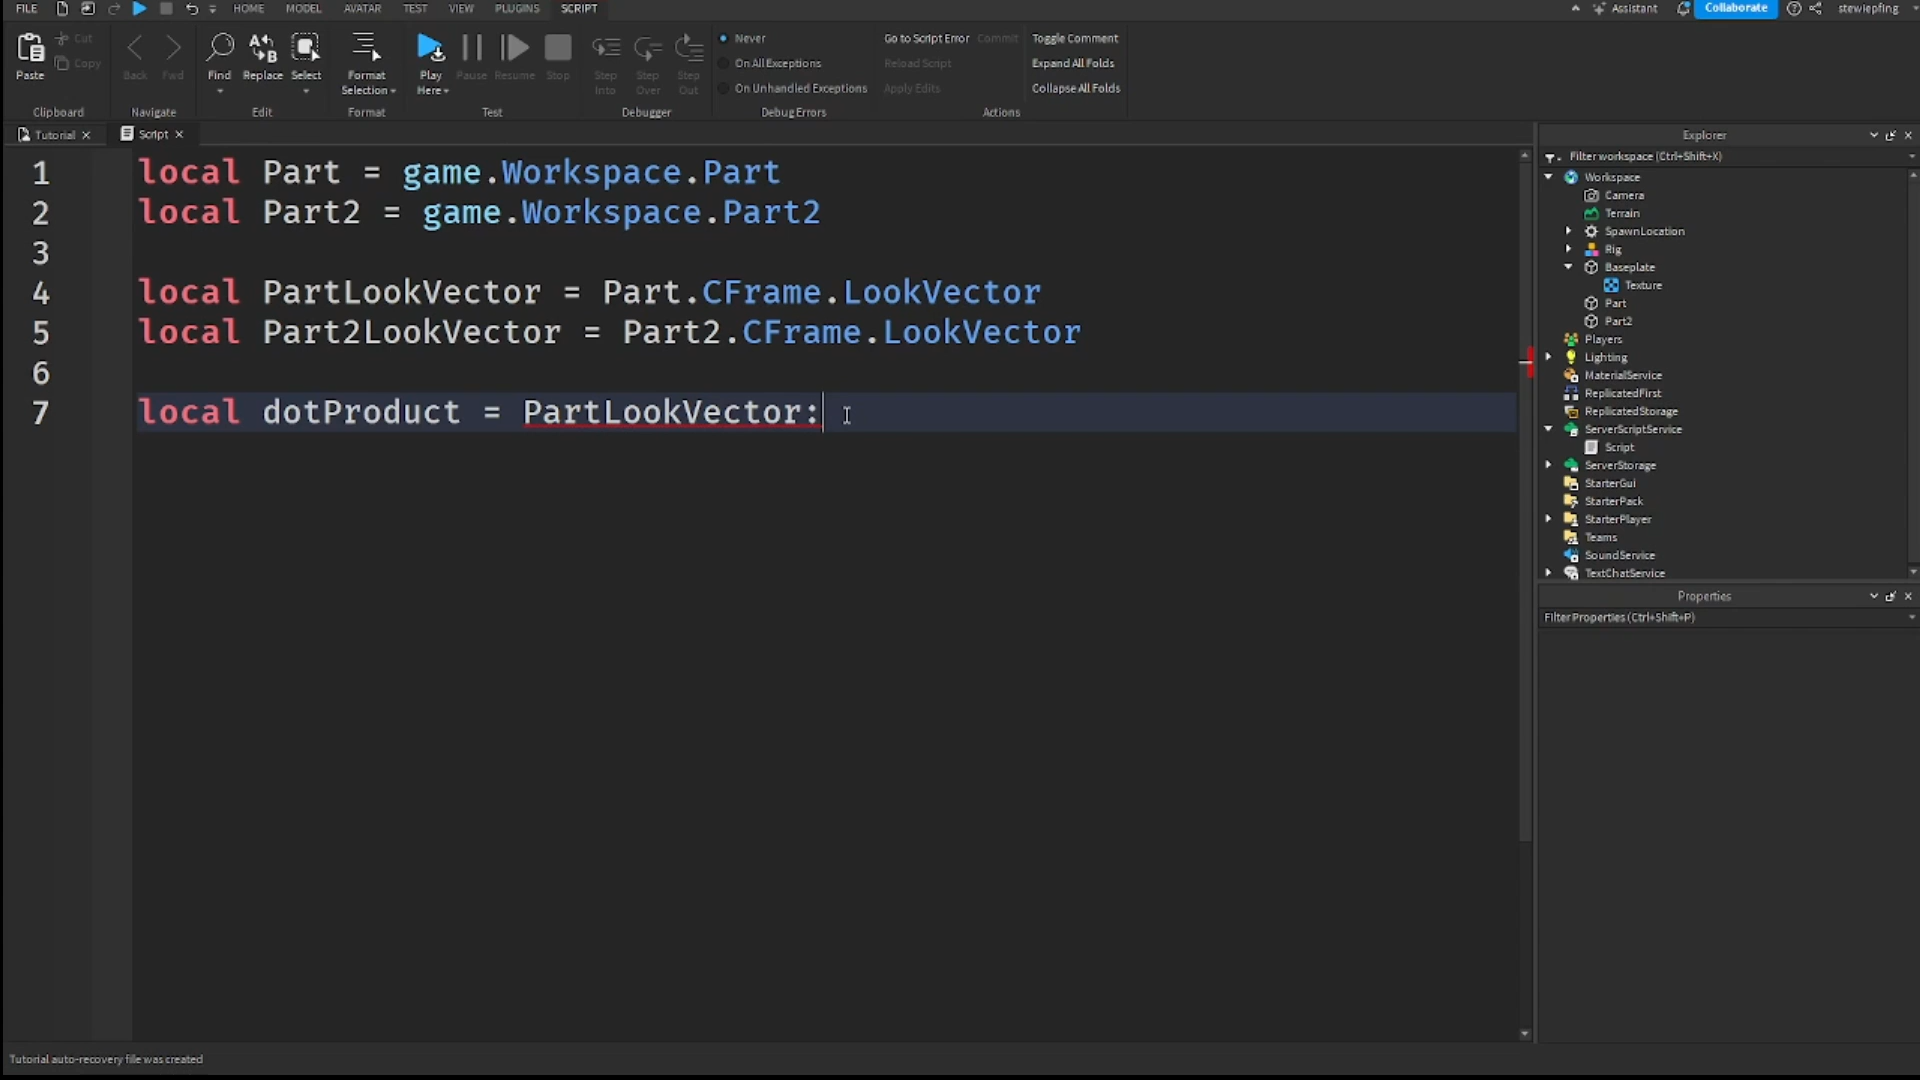 FILE HOME MODEL AVATAR TEST VIEW PLUGINS SCRIPT Assistant Collaborate stewiepfing
Paste Cut Copy
Back Fwd
Find Replace Select
Format Selection
Play Here Pause Resume Stop
Step Into Step Over Step Out
Never
On All Exceptions
On Unhandled Exceptions
Go to Script Error Commit
Reload Script
Apply Edits
Toggle Comment
Expand All Folds
Collapse All Folds
Clipboard Navigate Edit Format Test Debugger Debug Errors Actions
Tutorial Script
1 local Part = game.Workspace.Part
2 local Part2 = game.Workspace.Part2
3
4 local PartLookVector = Part.CFrame.LookVector
5 local Part2LookVector = Part2.CFrame.LookVector
6
7 local dotProduct = PartLookVector:
Explorer
Filter workspace (Ctrl+Shift+X)
Workspace
Camera
Terrain
SpawnLocation
Rig
Baseplate
Texture
Part
Part2
Players
Lighting
MaterialService
ReplicatedFirst
ReplicatedStorage
ServerScriptService
Script
ServerStorage
StarterGui
StarterPack
StarterPlayer
Teams
SoundService
TextChatService
Properties
Filter Properties (Ctrl+Shift+P)
Tutorial auto-recovery file was created